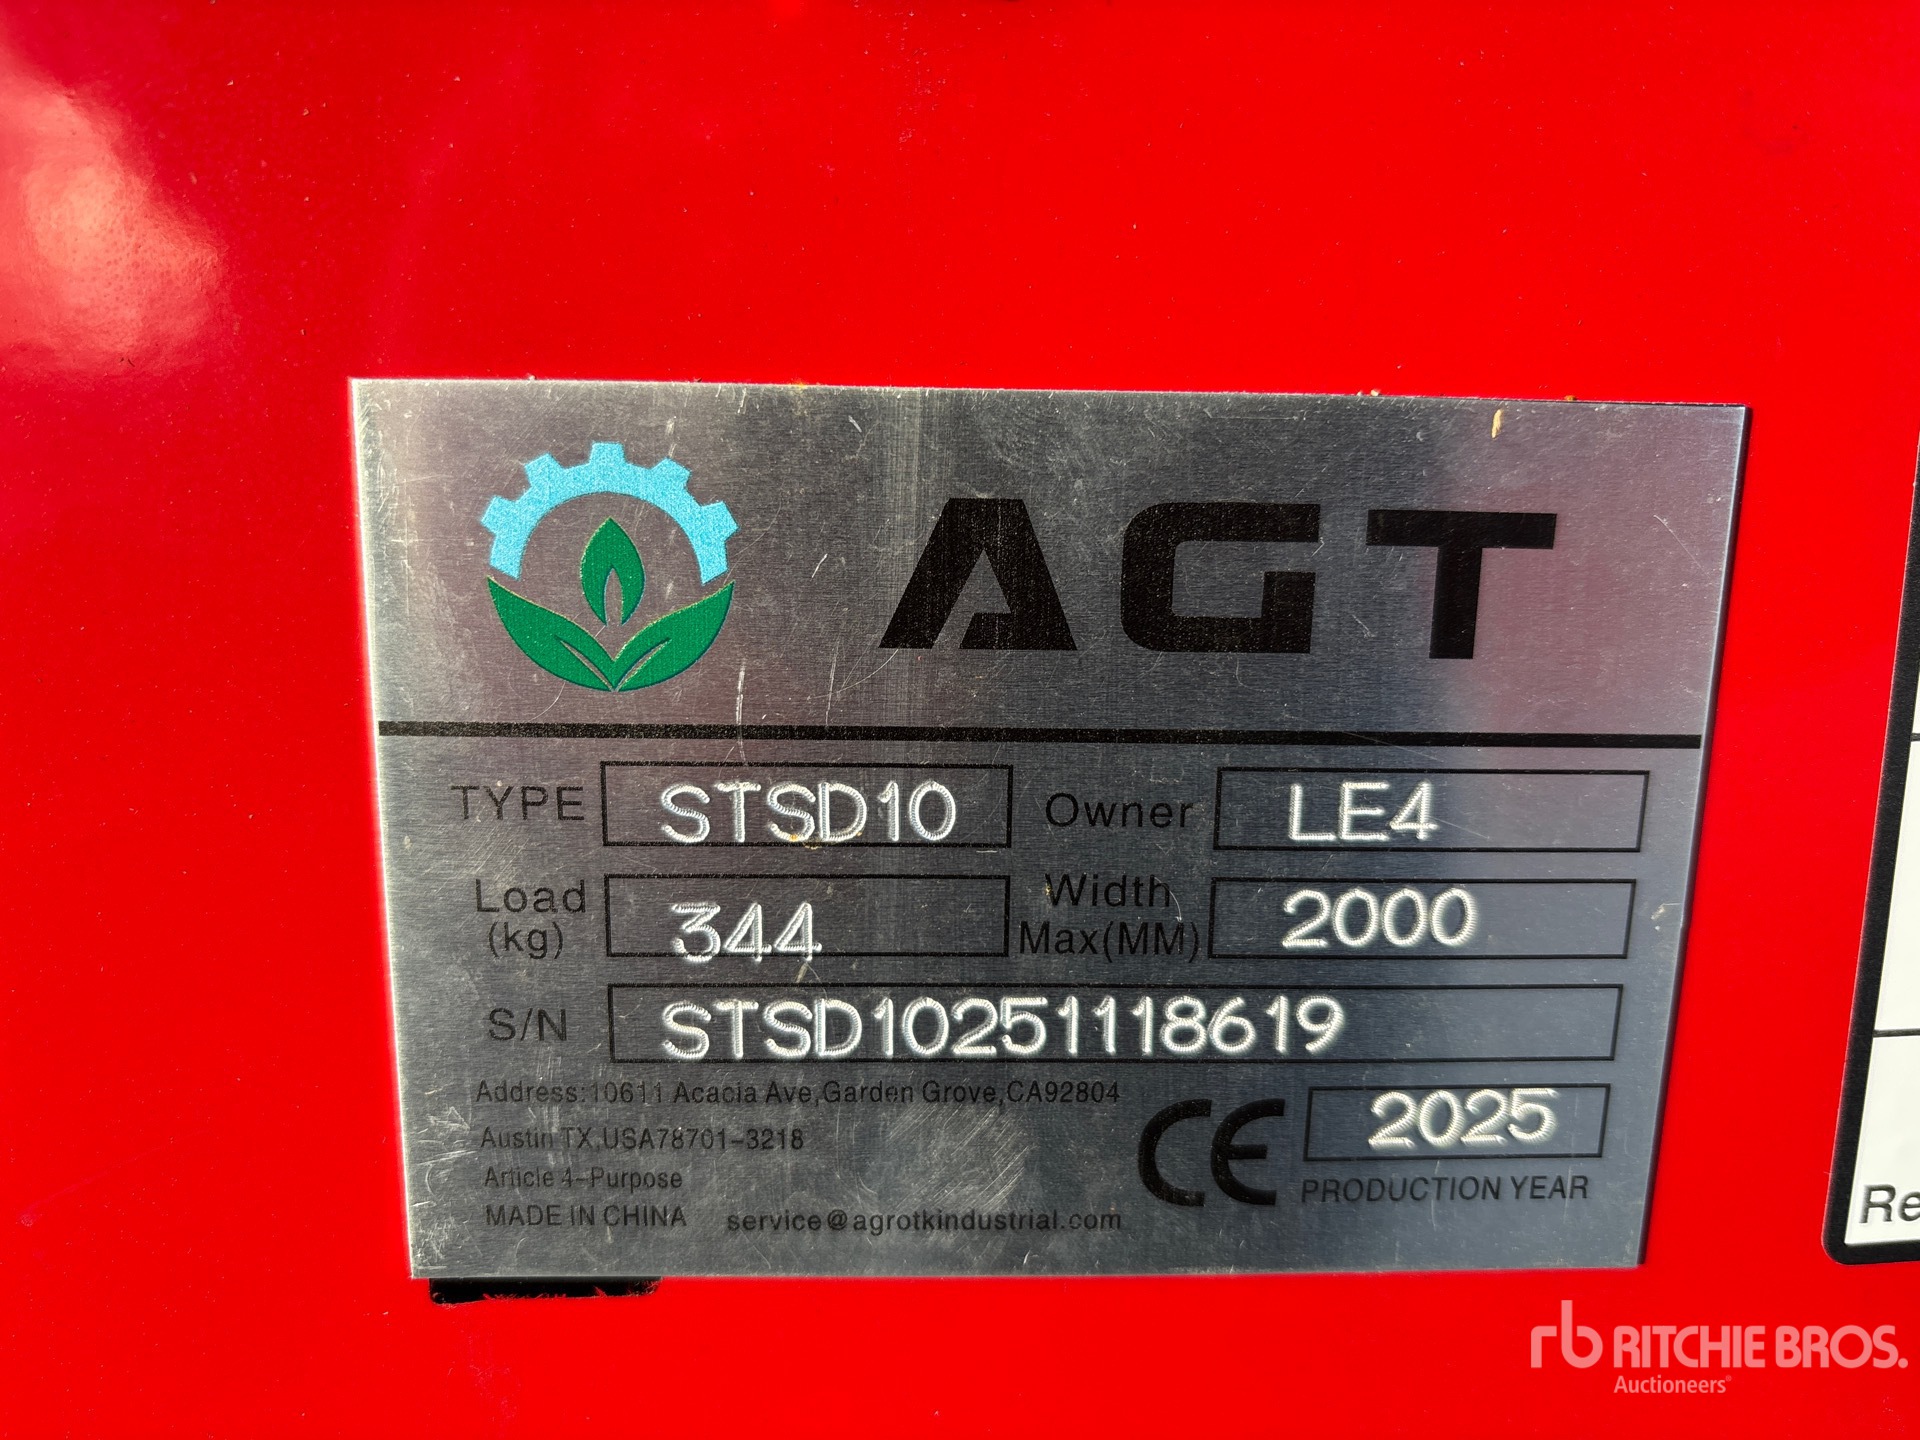 AGT
TYPE STSD10 Owner LE4
Load (kg) 344 Width Max(MM) 2000
S/N STSD10251118619
Address:10611 Acacia Ave,Garden Grove,CA92804
Austin TX,USA78701-3218
Article 4-Purpose
MADE IN CHINA service@agrotkindustrial.com
CE 2025
PRODUCTION YEAR
Re
rb RITCHIE BROS.
Auctioneers